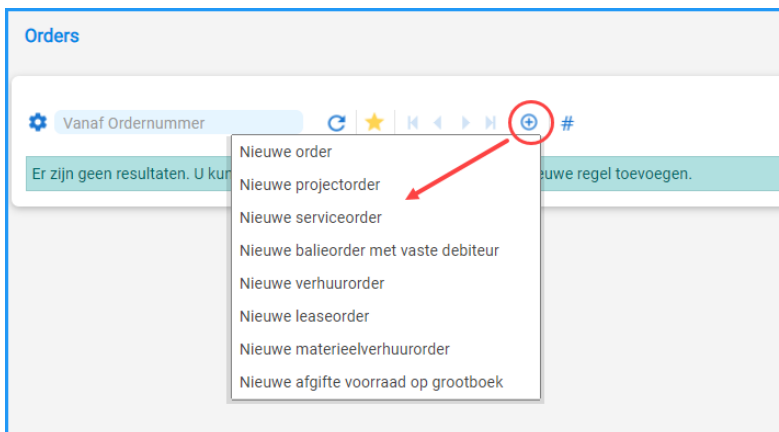 Orders
Vanaf Ordernummer #
Er zijn geen resultaten. U kun euwe regel toevoegen.
Nieuwe order
Nieuwe projectorder
Nieuwe serviceorder
Nieuwe balieorder met vaste debiteur
Nieuwe verhuurorder
Nieuwe leaseorder
Nieuwe materieelverhuurorder
Nieuwe afgifte voorraad op grootboek